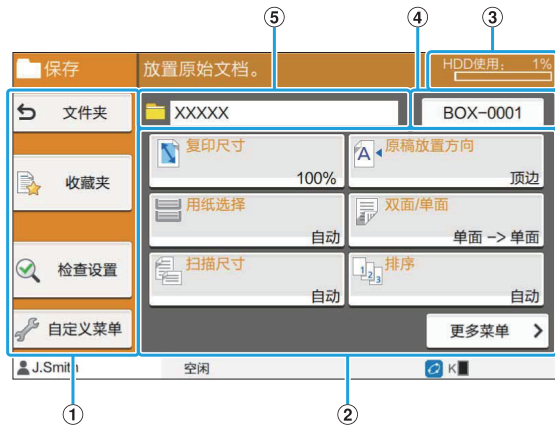 ⑤ ④ ③
保存
放置原始文档。
HDD使用: 1%
文件夹
XXXXX
BOX-0001
收藏夹
复印尺寸
100%
原稿放置方向
顶边
用纸选择
自动
双面/单面
单面 -> 单面
检查设置
扫描尺寸
自动
排序
自动
自定义菜单
更多菜单
J.Smith
空闲
K
① ②